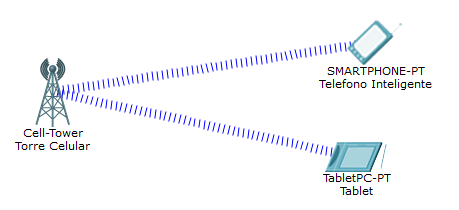 SMARTPHONE-PT
Telefono Inteligente
Cell-Tower
Torre Celular
TabletPC-PT
Tablet